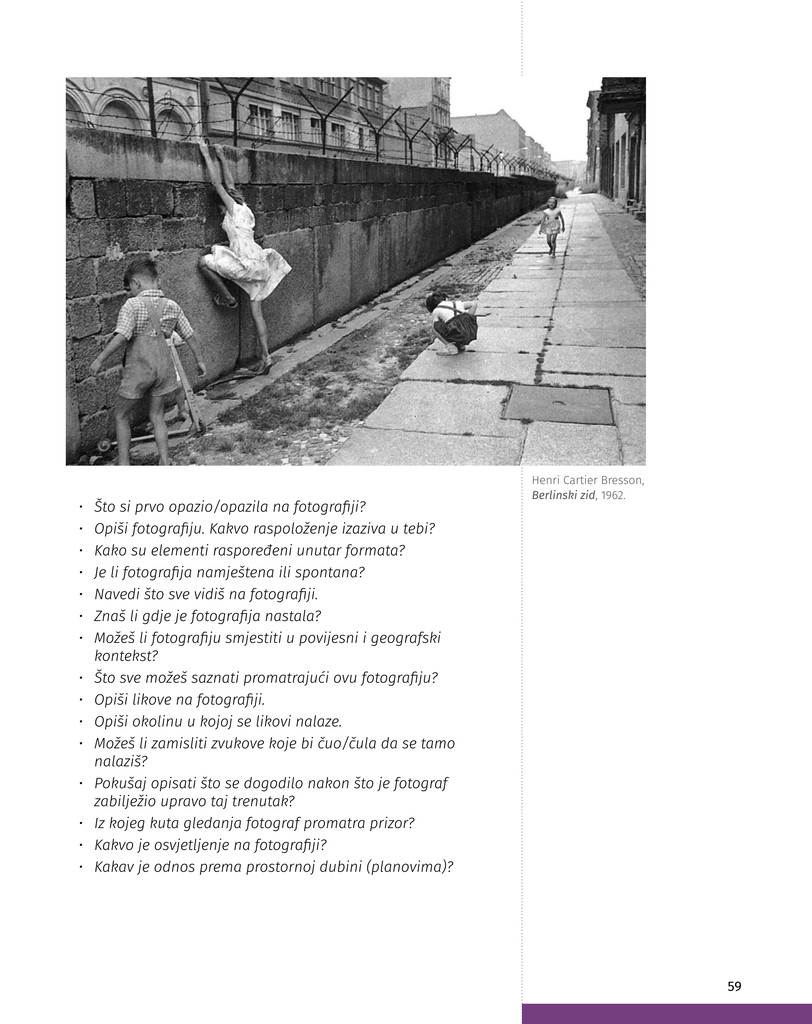 Henri Cartier Bresson,
Berlinski zid, 1962.
· Što si prvo opazio/opazila na fotografiji?
· Opiši fotografiju. Kakvo raspoloženje izaziva u tebi?
· Kako su elementi raspoređeni unutar formata?
· Je li fotografija namještena ili spontana?
· Navedi što sve vidiš na fotografiji.
· Znaš li gdje je fotografija nastala?
· Možeš li fotografiju smjestiti u povijesni i geografski
kontekst?
· Što sve možeš saznati promatrajući ovu fotografiju?
· Opiši likove na fotografiji.
· Opiši okolinu u kojoj se likovi nalaze.
· Možeš li zamisliti zvukove koje bi čuo/čula da se tamo
nalaziš?
· Pokušaj opisati što se dogodilo nakon što je fotograf
zabilježio upravo taj trenutak?
· Iz kojeg kuta gledanja fotograf promatra prizor?
· Kakvo je osvjetljenje na fotografiji?
· Kakav je odnos prema prostornoj dubini (planovima)?
59